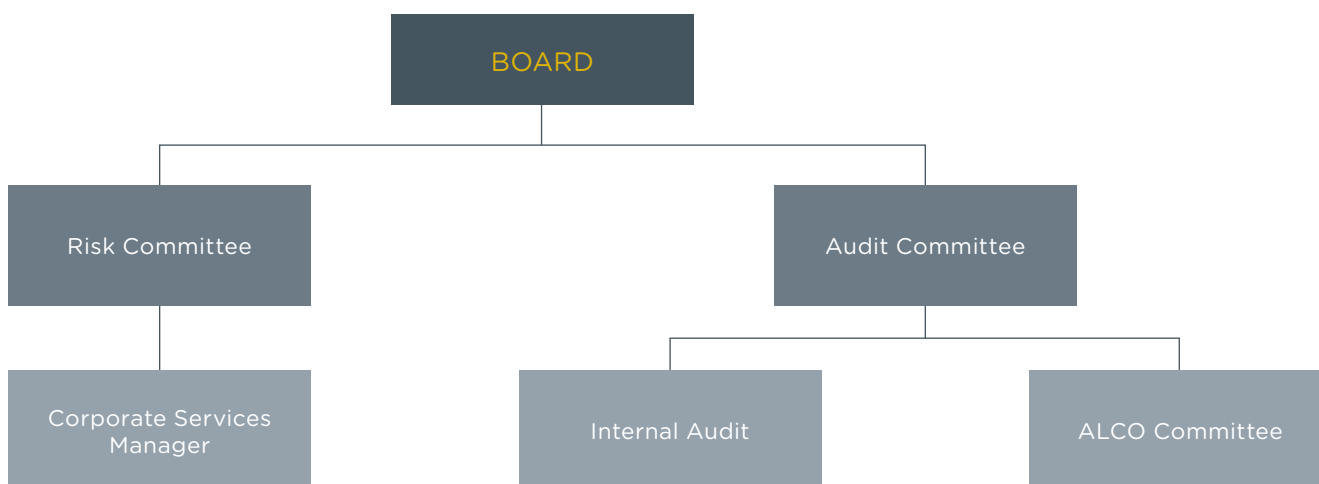 BOARD
Risk Committee
Audit Committee
Corporate Services
Manager
Internal Audit
ALCO Committee